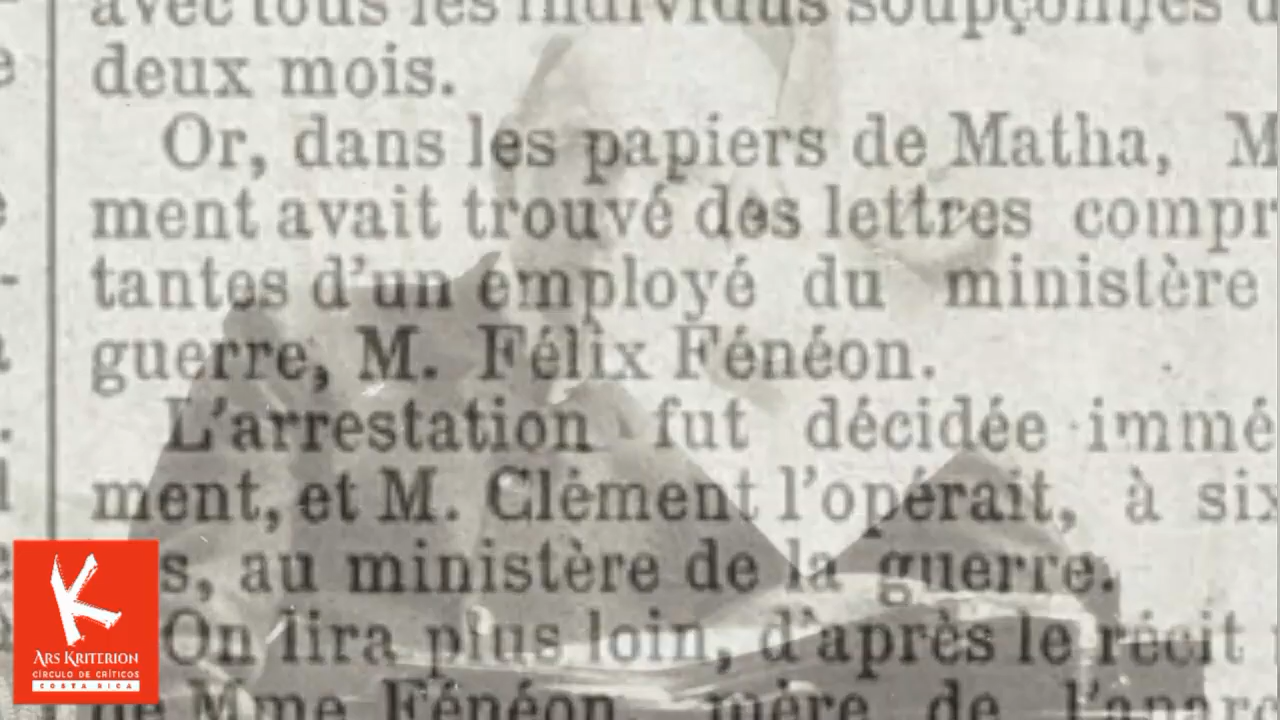 avec tous les individus soupçonnés d
deux mois.
Or, dans les papiers de Matha, M
ment avait trouvé des lettres compr
tantes d'un employé du ministère
guerre, M. Félix Fénéon.
L'arrestation fut décidée immé
ment, et M. Clément l'opérait, à six
s, au ministère de la guerre.
On lira plus loin, d'après le récit
de Mme Fénéon, mère de l'anarc
K
ARS KRITERION
CÍRCULO DE CRÍTICOS
COSTA RICA